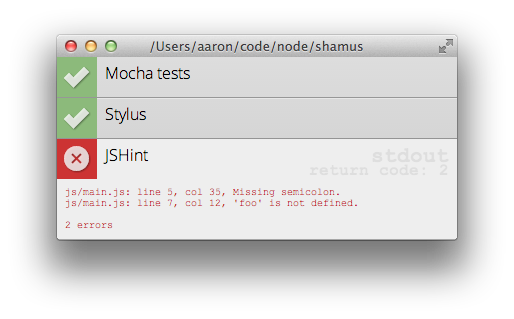 /Users/aaron/code/node/shamus
Mocha tests
Stylus
JSHint
stdout
return code: 2
js/main.js: line 5, col 35, Missing semicolon.
js/main.js: line 7, col 12, 'foo' is not defined.
2 errors